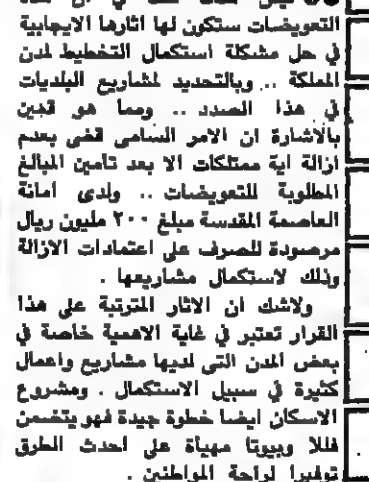 التعويضات ستكون لها اثارها الايجابية
في حل مشكلة استكمال التخطيط لمدن
المملكة .. وبالتحديد لمشاريع البلديات
في هذا الصدد .. ومما هو قمين
بالاشارة ان الامر السامى قضى بعدم
ازالة اية ممتلكات الا بعد تأمين المبالغ
المطلوبة للتعويضات .. ولدى امانة
العاصمة المقدسة مبلغ ٢٠٠ مليون ريال
مرصودة للصرف على اعتمادات الازالة
وذلك لاستكمال مشاريعها .
ولاشك ان الاثار المترتبة على هذا
القرار تعتبر في غاية الاهمية خاصة في
بعض المدن التى لديها مشاريع واعمال
كثيرة في سبيل الاستكمال . ومشروع
الاسكان ايضا خطوة جيدة فهو يتضمن
فللا وبيوتا مهيأة على احدث الطرق
توفيرا لراحة المواطنين .